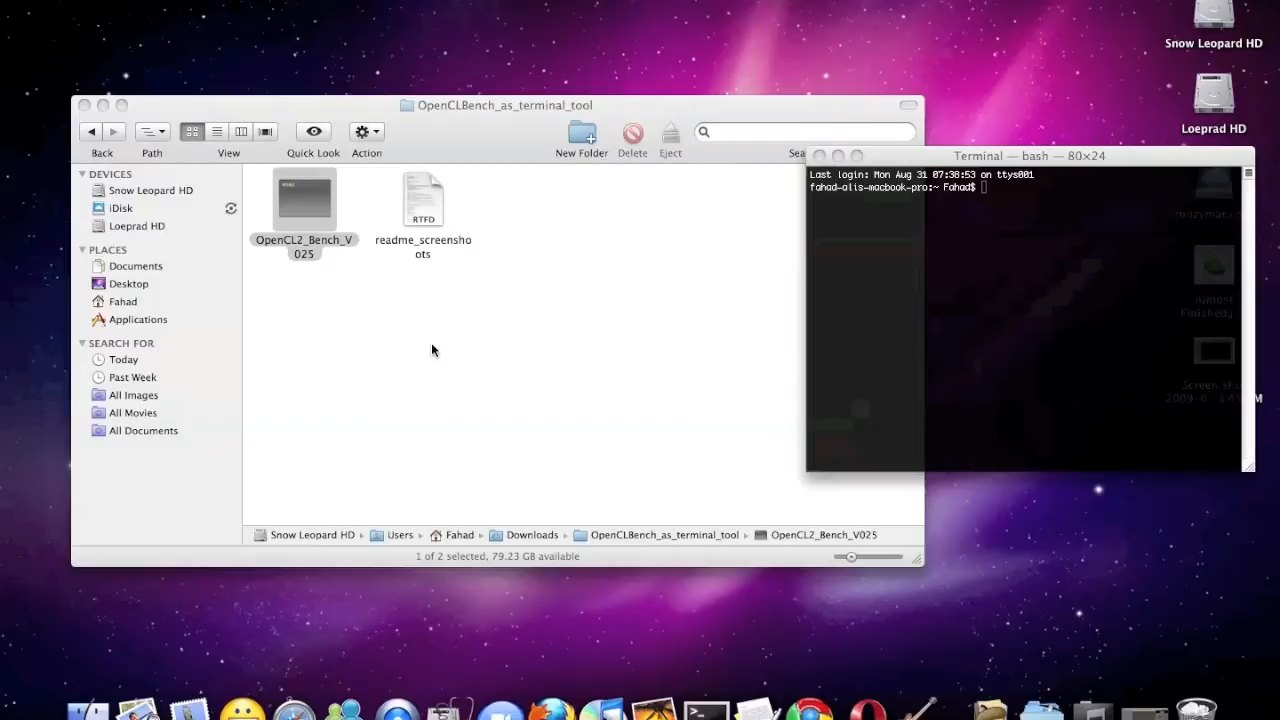 Snow Leopard HD
Loeprad HD
OpenCLBench_as_terminal_tool
Back
Path
View
Quick Look
Action
New Folder
Delete
Eject
Sea
DEVICES
Snow Leopard HD
iDisk
Loeprad HD
PLACES
Documents
Desktop
Fahad
Applications
SEARCH FOR
Today
Past Week
All Images
All Movies
All Documents
OpenCL2_Bench_V
025
RTFD
readme_screensho
ots
Snow Leopard HD
Users
Fahad
Downloads
OpenCLBench_as_terminal_tool
OpenCL2_Bench_V025
1 of 2 selected, 79.23 GB available
Terminal — bash — 80×24
Last login: Mon Aug 31 07:38:53 on ttys001
fahad-alis-macbook-pro:~ Fahad$
Almost
Finished